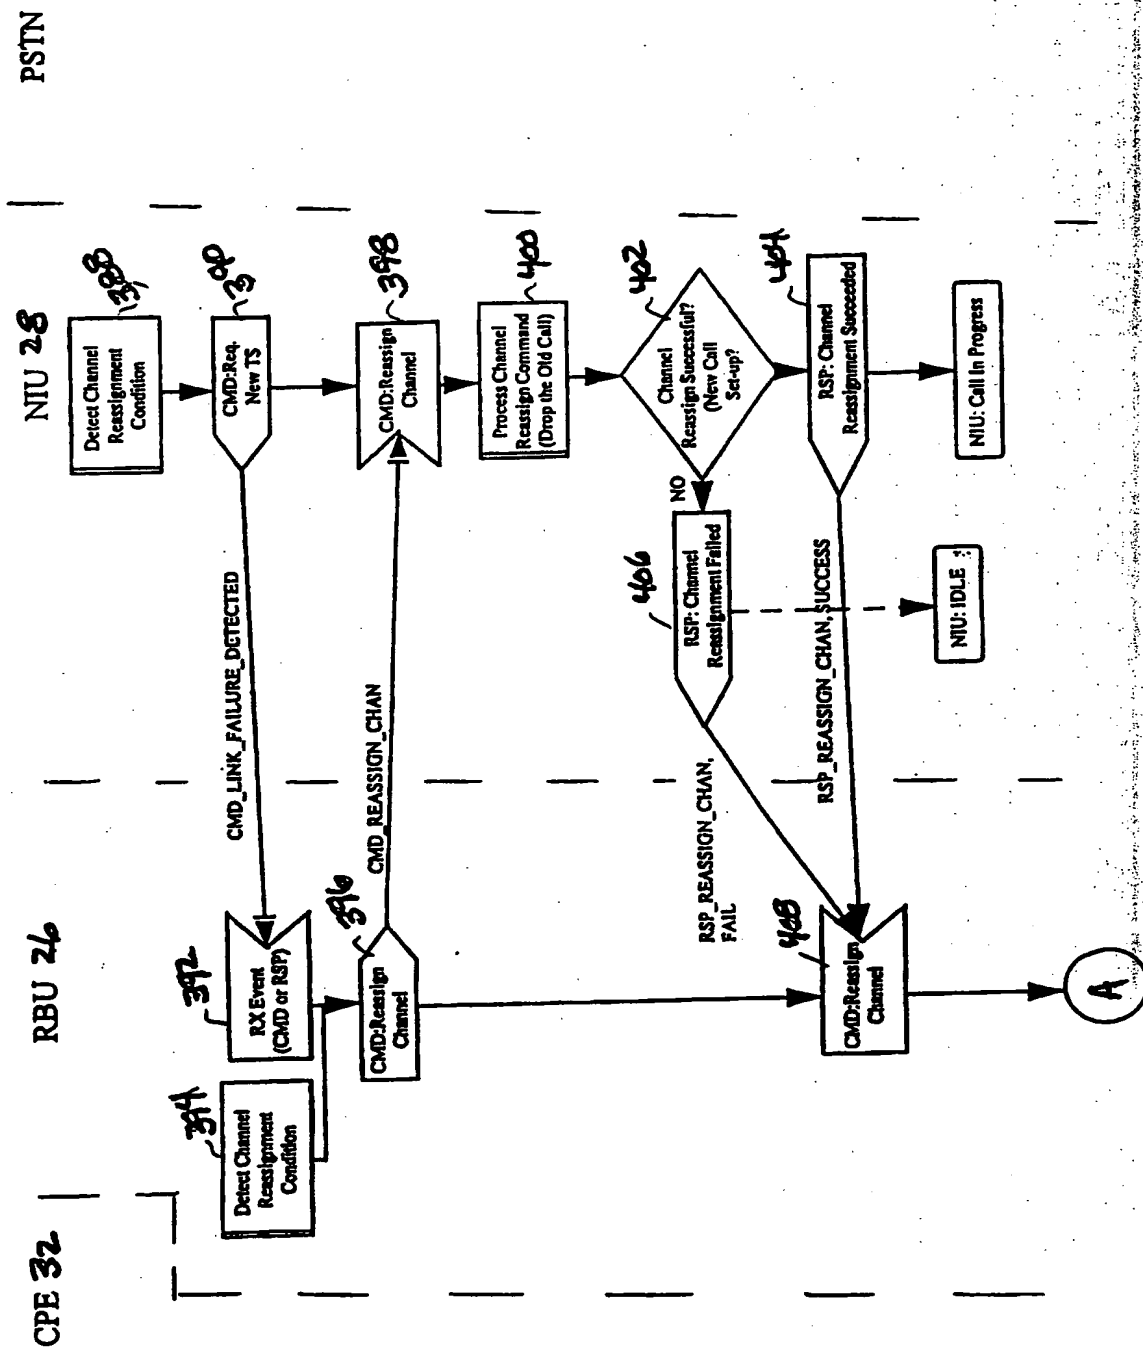 CPE 32
RBU 26
NIU 28
PSTN
Detect Channel
Reassignment
Condition
388
CMD:Req.
New TS
390
CMD_LINK_FAILURE_DETECTED
RX Event
(CMD or RSP)
392
Detect Channel
Reassignment
Condition
394
CMD:Reassign
Channel
396
CMD_REASSIGN_CHAN
CMD:Reassign
Channel
398
Process Channel
Reassign Command
(Drop the Old Call)
400
Channel
Reassign Successful?
(New Call
Set-up?
402
NO
RSP: Channel
Reassignment Failed
406
RSP: Channel
Reassignment Succeeded
404
RSP_REASSIGN_CHAN,
FAIL
RSP_REASSIGN_CHAN, SUCCESS
CMD:Reassign
Channel
408
NIU: IDLE
NIU: Call In Progress
A